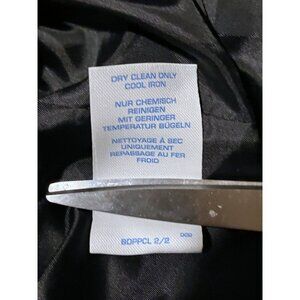 DRY CLEAN ONLY
COOL IRON
NUR CHEMISCH
REINIGEN
MIT GERINGER
TEMPERATUR BÜGELN
NETTOYAGE À SEC
UNIQUEMENT
REPASSAGE AU FER
FROID
BDPPCL 2/2